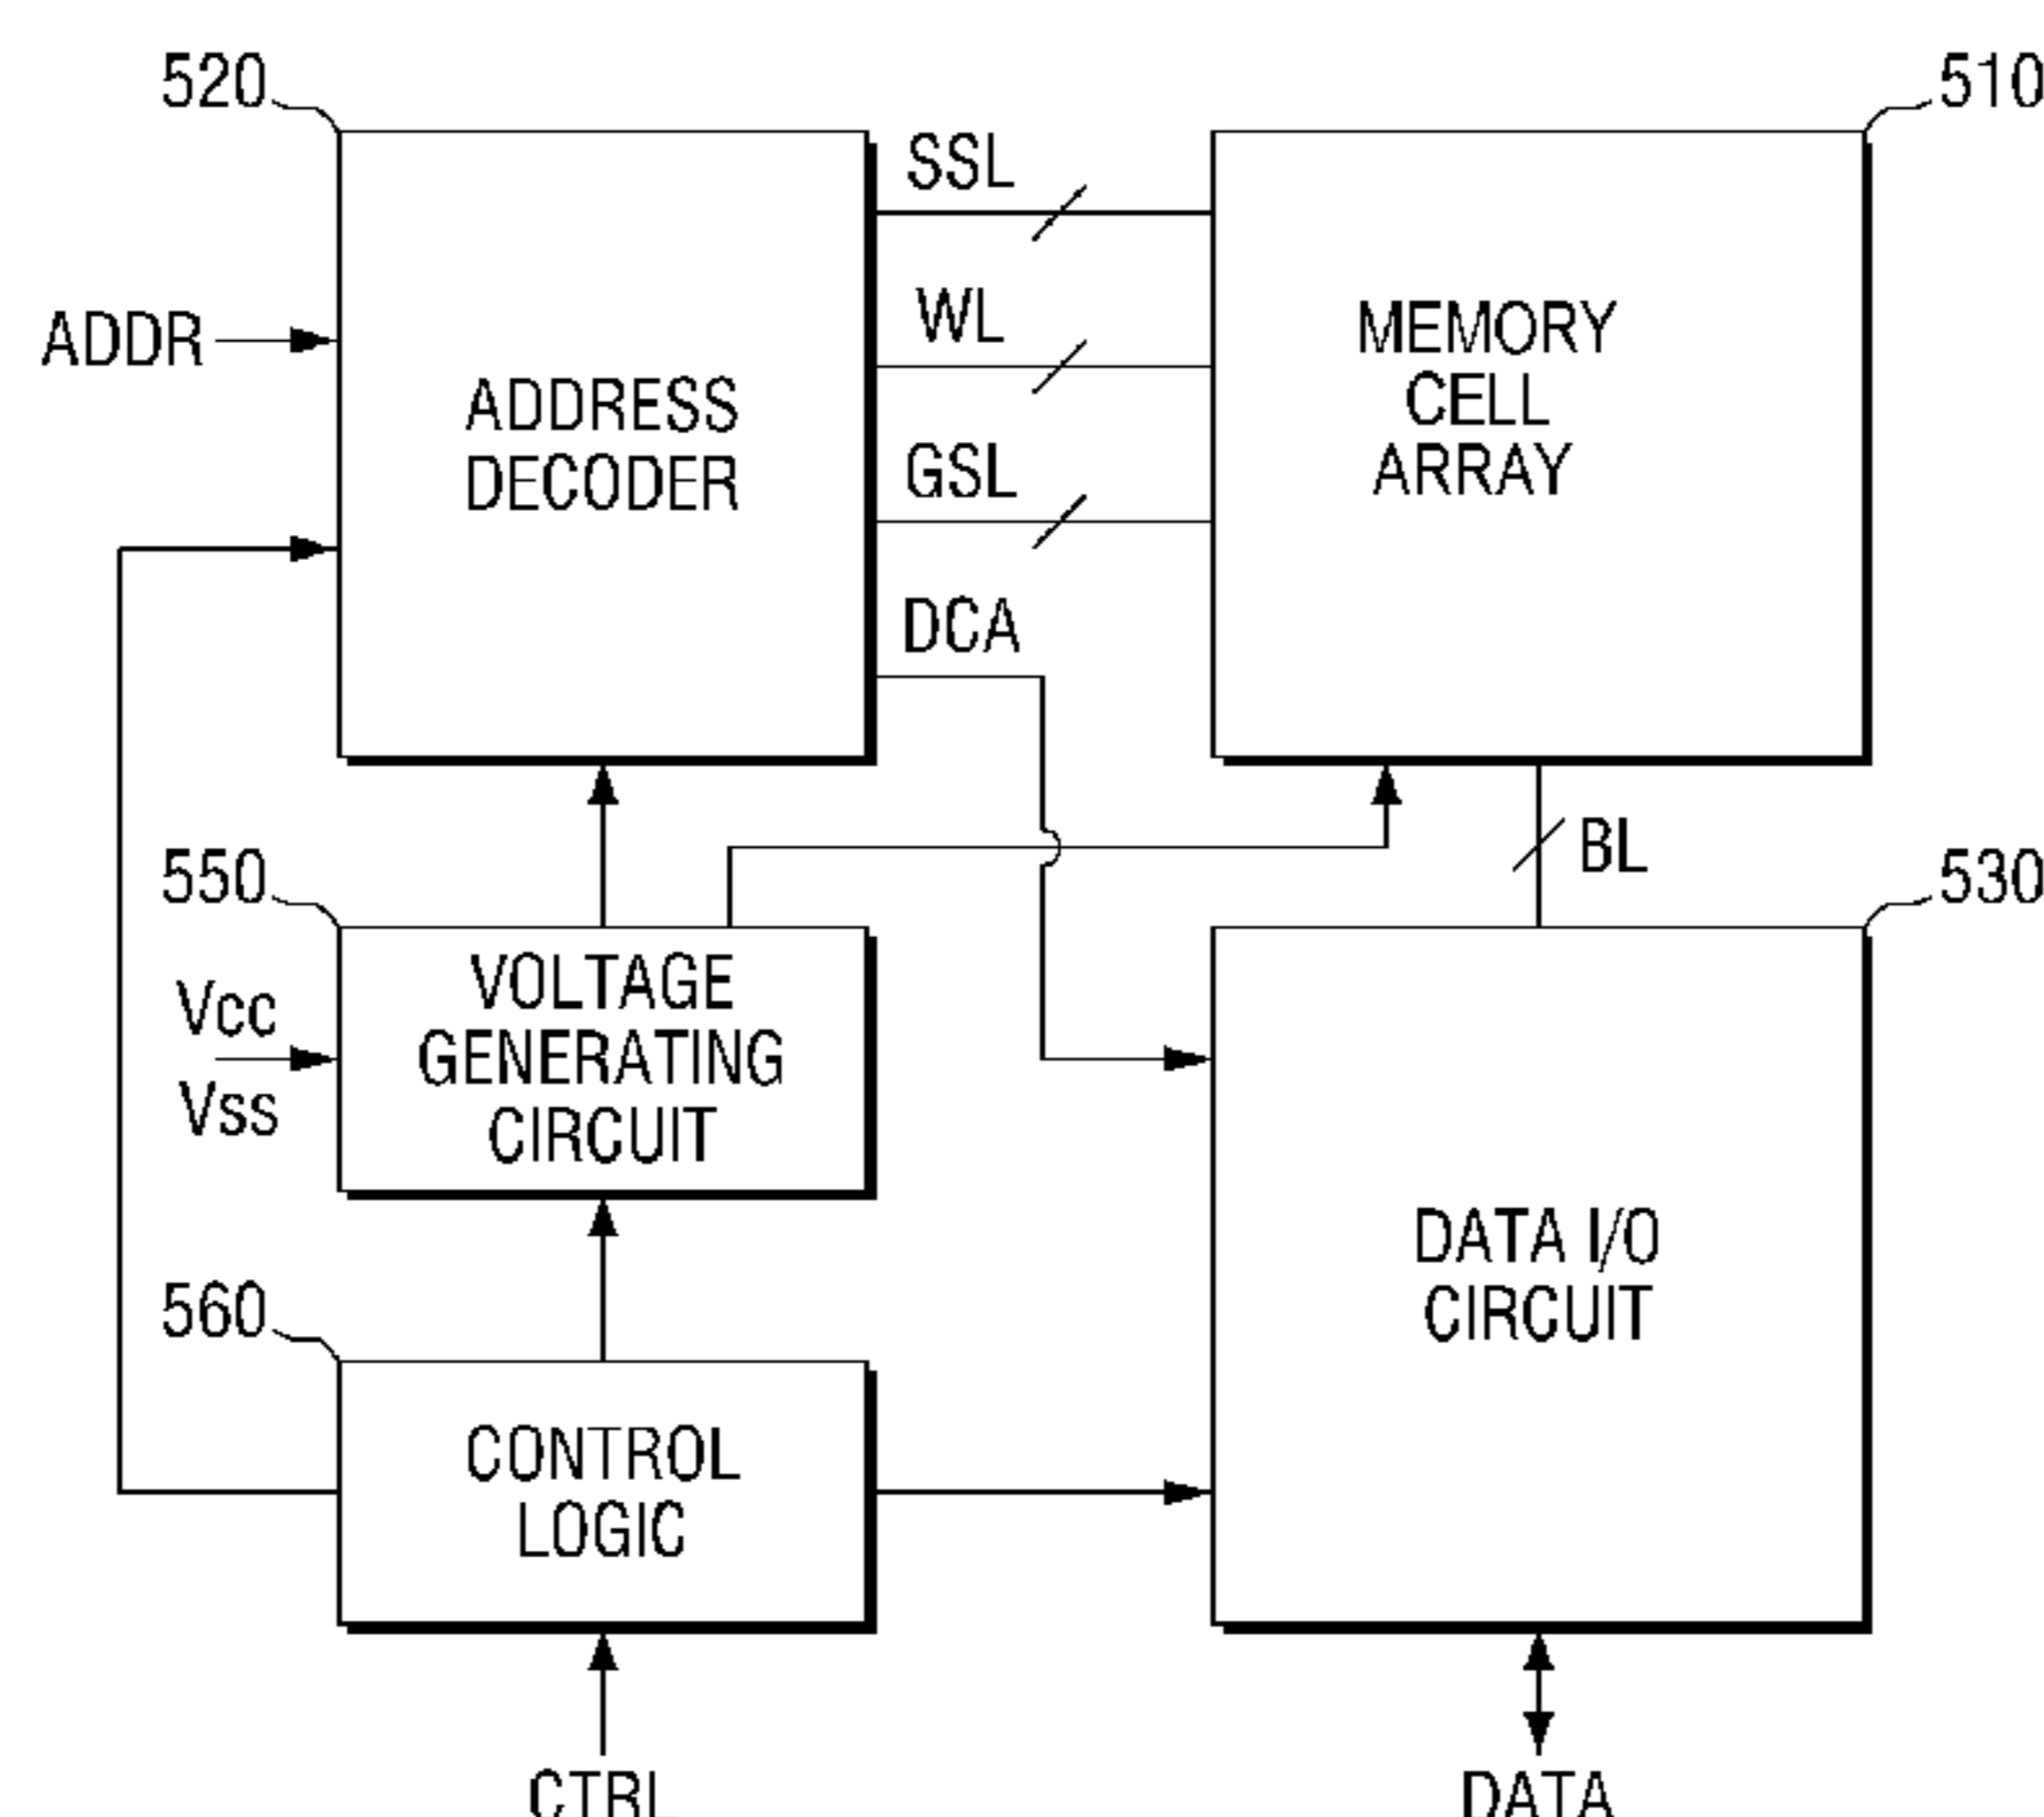 520
510
SSL
WL
ADDR
MEMORY
CELL
ARRAY
ADDRESS
DECODER
GSL
DCA
BL
550
530
Vcc
Vss
VOLTAGE
GENERATING
CIRCUIT
DATA I/O
CIRCUIT
560
CONTROL
LOGIC
CTRL
DATA